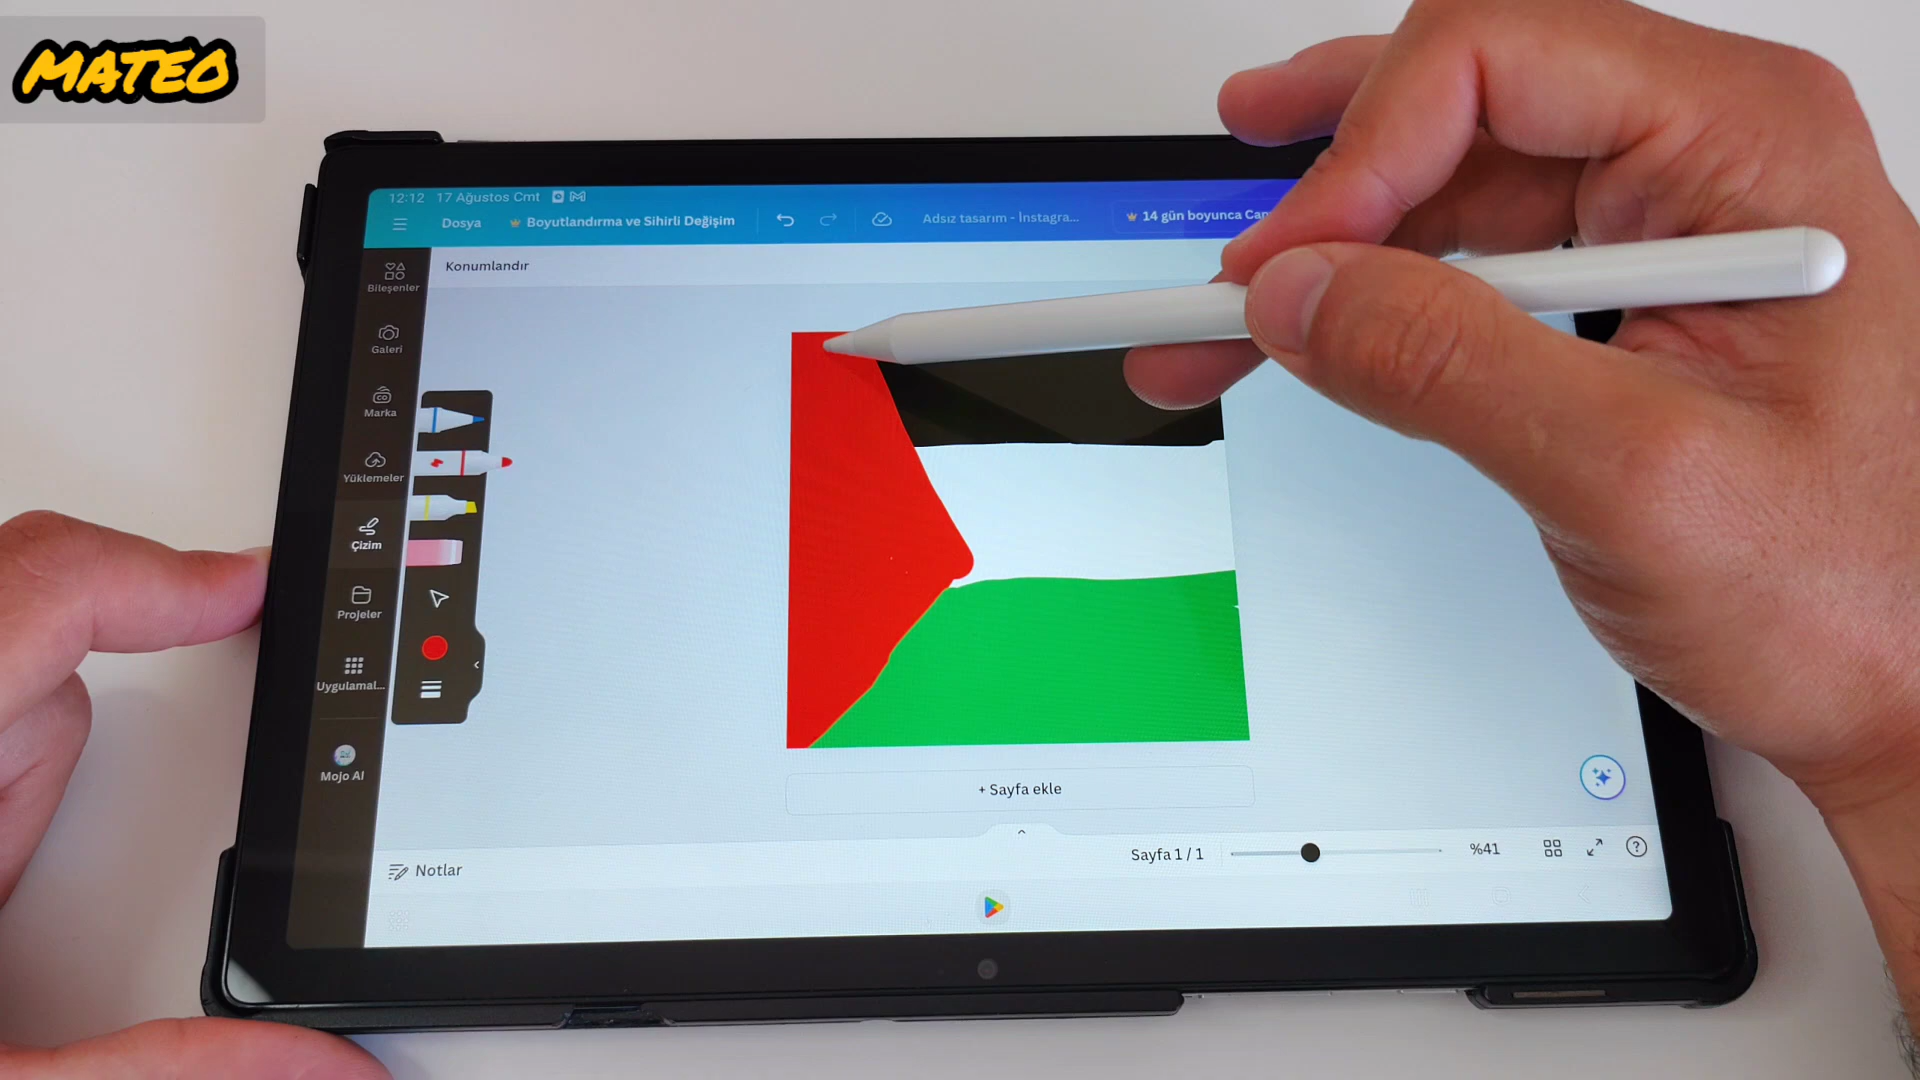 MATEO
12:12 17 Ağustos Cmt
Dosya
Boyutlandırma ve Sihirli Değişim
Adsız tasarım - Instagra...
14 gün boyunca Can
Konumlandır
Bileşenler
Galeri
Marka
Yüklemeler
Çizim
Projeler
Uygulamal...
Mojo AI
+ Sayfa ekle
Notlar
Sayfa 1 / 1
%41